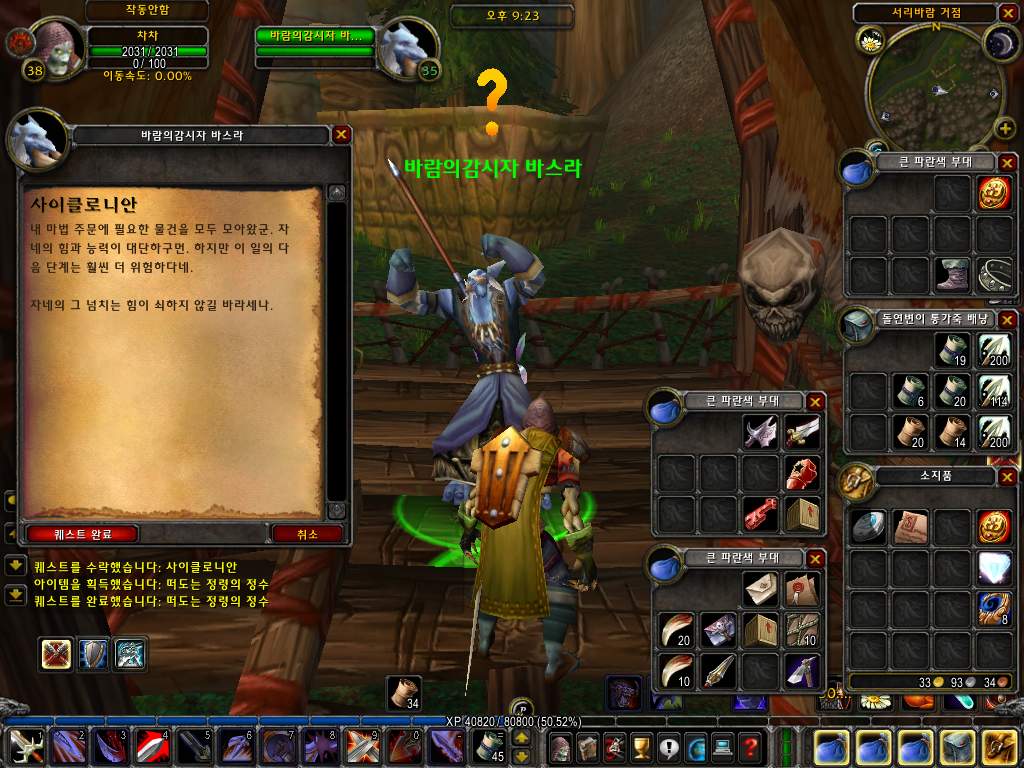 작동안함
차차
2031 / 2031
0 / 100
38
이동속도: 0.00%
바람의감시자 바...
35
오후 9:23
서리바람 거점
N
바람의감시자 바스라
바람의감시자 바스라
사이클로니안
내 마법 주문에 필요한 물건을 모두 모아왔군. 자
네의 힘과 능력이 대단하구먼. 하지만 이 일의 다
음 단계는 훨씬 더 위험하다네.
자네의 그 넘치는 힘이 쇠하지 않길 바라세나.
퀘스트 완료
취소
퀘스트를 수락했습니다: 사이클로니안
아이템을 획득했습니다: 떠도는 정령의 정수
퀘스트를 완료했습니다: 떠도는 정령의 정수
큰 파란색 부대
돌연변이 통가죽 배낭
19
200
6
20
114
20
14
200
큰 파란색 부대
소지품
8
33
93
34
큰 파란색 부대
20
10
10
34
P
XP 40820 / 80800 (50.52%)
1
2
3
4
5
6
7
8
9
0
-
=
45